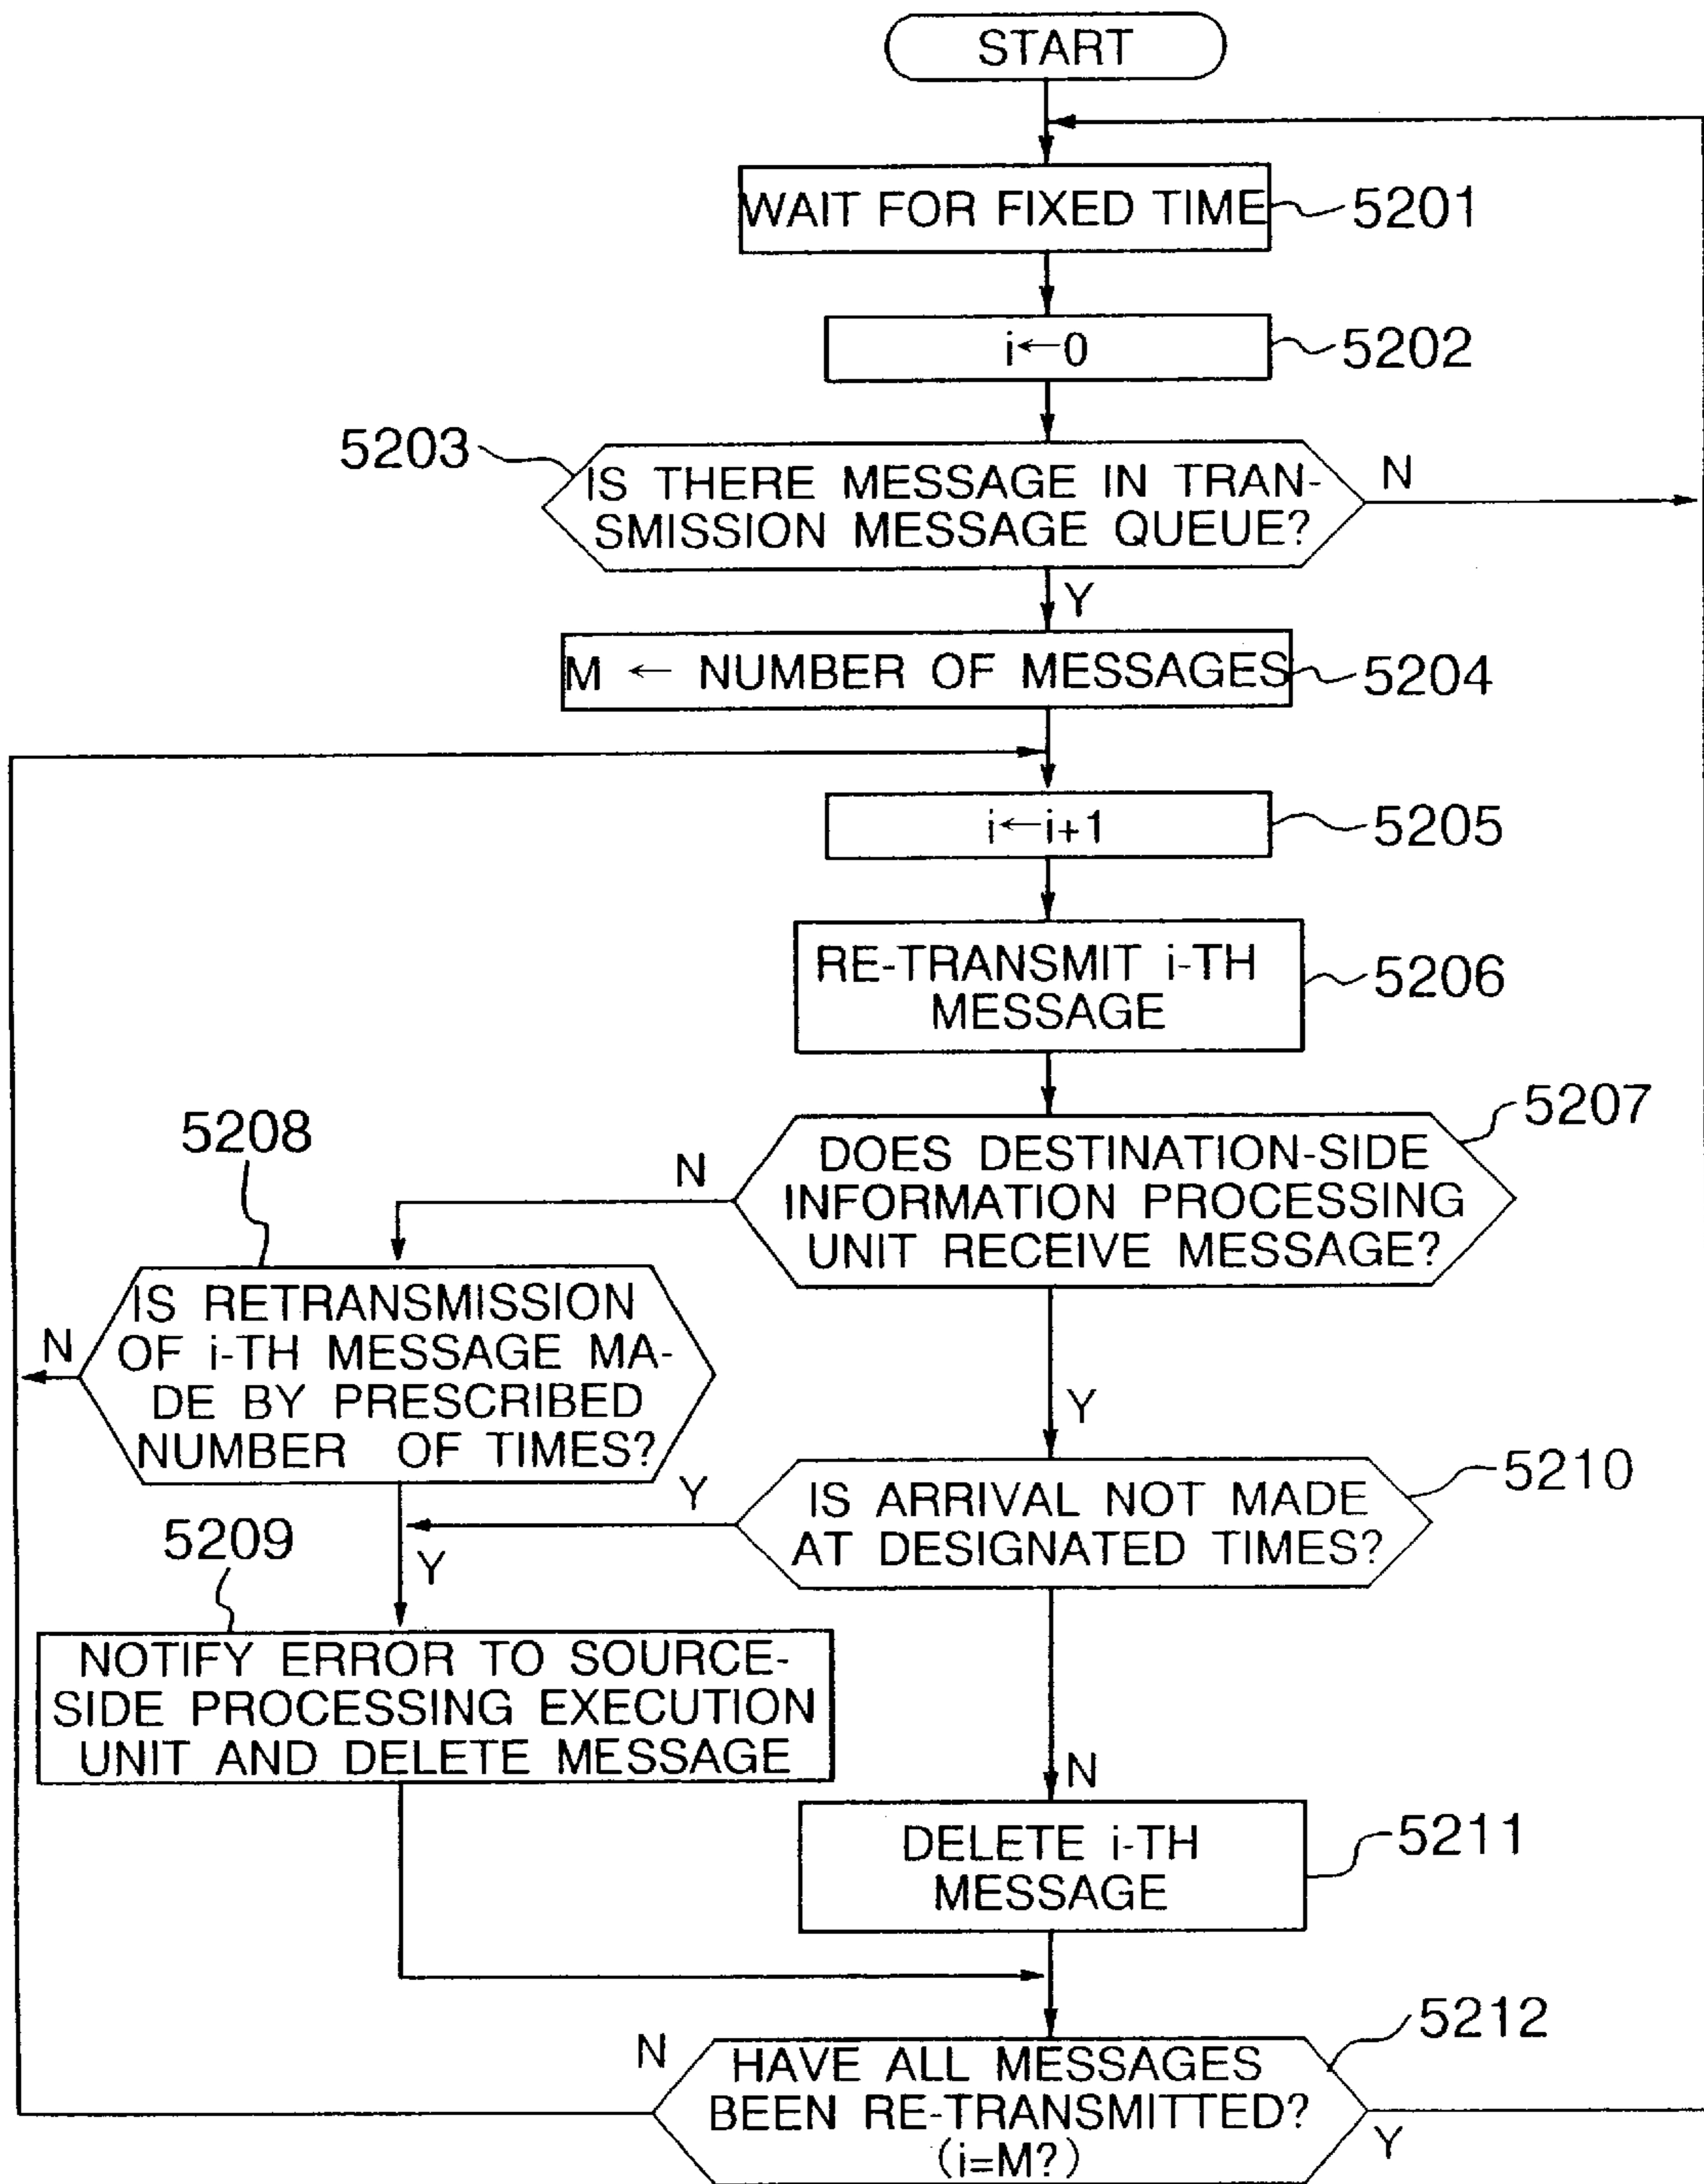 START
WAIT FOR FIXED TIME
5201
i←0
5202
5203
IS THERE MESSAGE IN TRAN-
SMISSION MESSAGE QUEUE?
N
Y
M ← NUMBER OF MESSAGES
5204
i←i+1
5205
RE-TRANSMIT i-TH
MESSAGE
5206
5207
DOES DESTINATION-SIDE
INFORMATION PROCESSING
UNIT RECEIVE MESSAGE?
N
Y
5208
IS RETRANSMISSION
OF i-TH MESSAGE MA-
DE BY PRESCRIBED
NUMBER OF TIMES?
N
Y
5210
IS ARRIVAL NOT MADE
AT DESIGNATED TIMES?
Y
N
5209
NOTIFY ERROR TO SOURCE-
SIDE PROCESSING EXECUTION
UNIT AND DELETE MESSAGE
DELETE i-TH
MESSAGE
5211
5212
HAVE ALL MESSAGES
BEEN RE-TRANSMITTED?
(i=M?)
N
Y